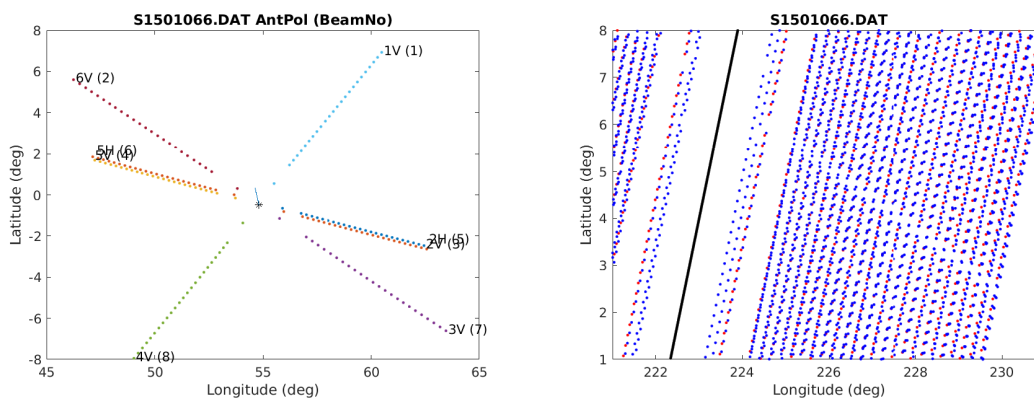 S1501066.DAT AntPol (BeamNo)
8
6
4
2
0
-2
-4
-6
-8
Latitude (deg)
1V (1)
6V (2)
5H (6)
5V (4)
2H (5)
2V (3)
3V (7)
4V (8)
45
50
55
60
65
Longitude (deg)
S1501066.DAT
8
7
6
5
4
3
2
1
Latitude (deg)
222
224
226
228
230
Longitude (deg)